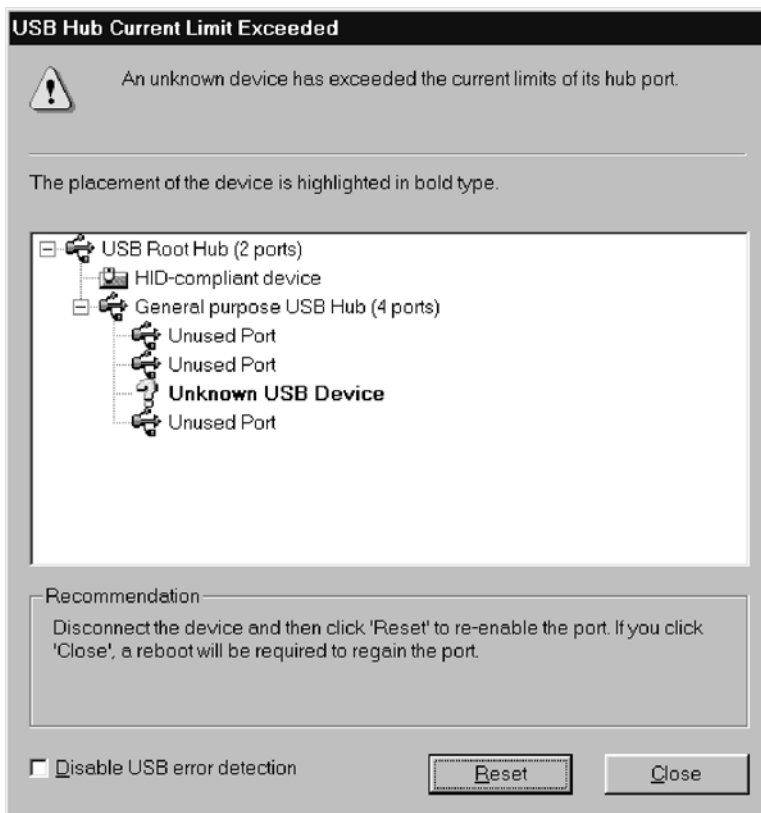 USB Hub Current Limit Exceeded
An unknown device has exceeded the current limits of its hub port.
The placement of the device is highlighted in bold type.
USB Root Hub (2 ports)
HID-compliant device
General purpose USB Hub (4 ports)
Unused Port
Unused Port
Unknown USB Device
Unused Port
Recommendation
Disconnect the device and then click 'Reset' to re-enable the port. If you click
'Close', a reboot will be required to regain the port.
Disable USB error detection
Reset
Close